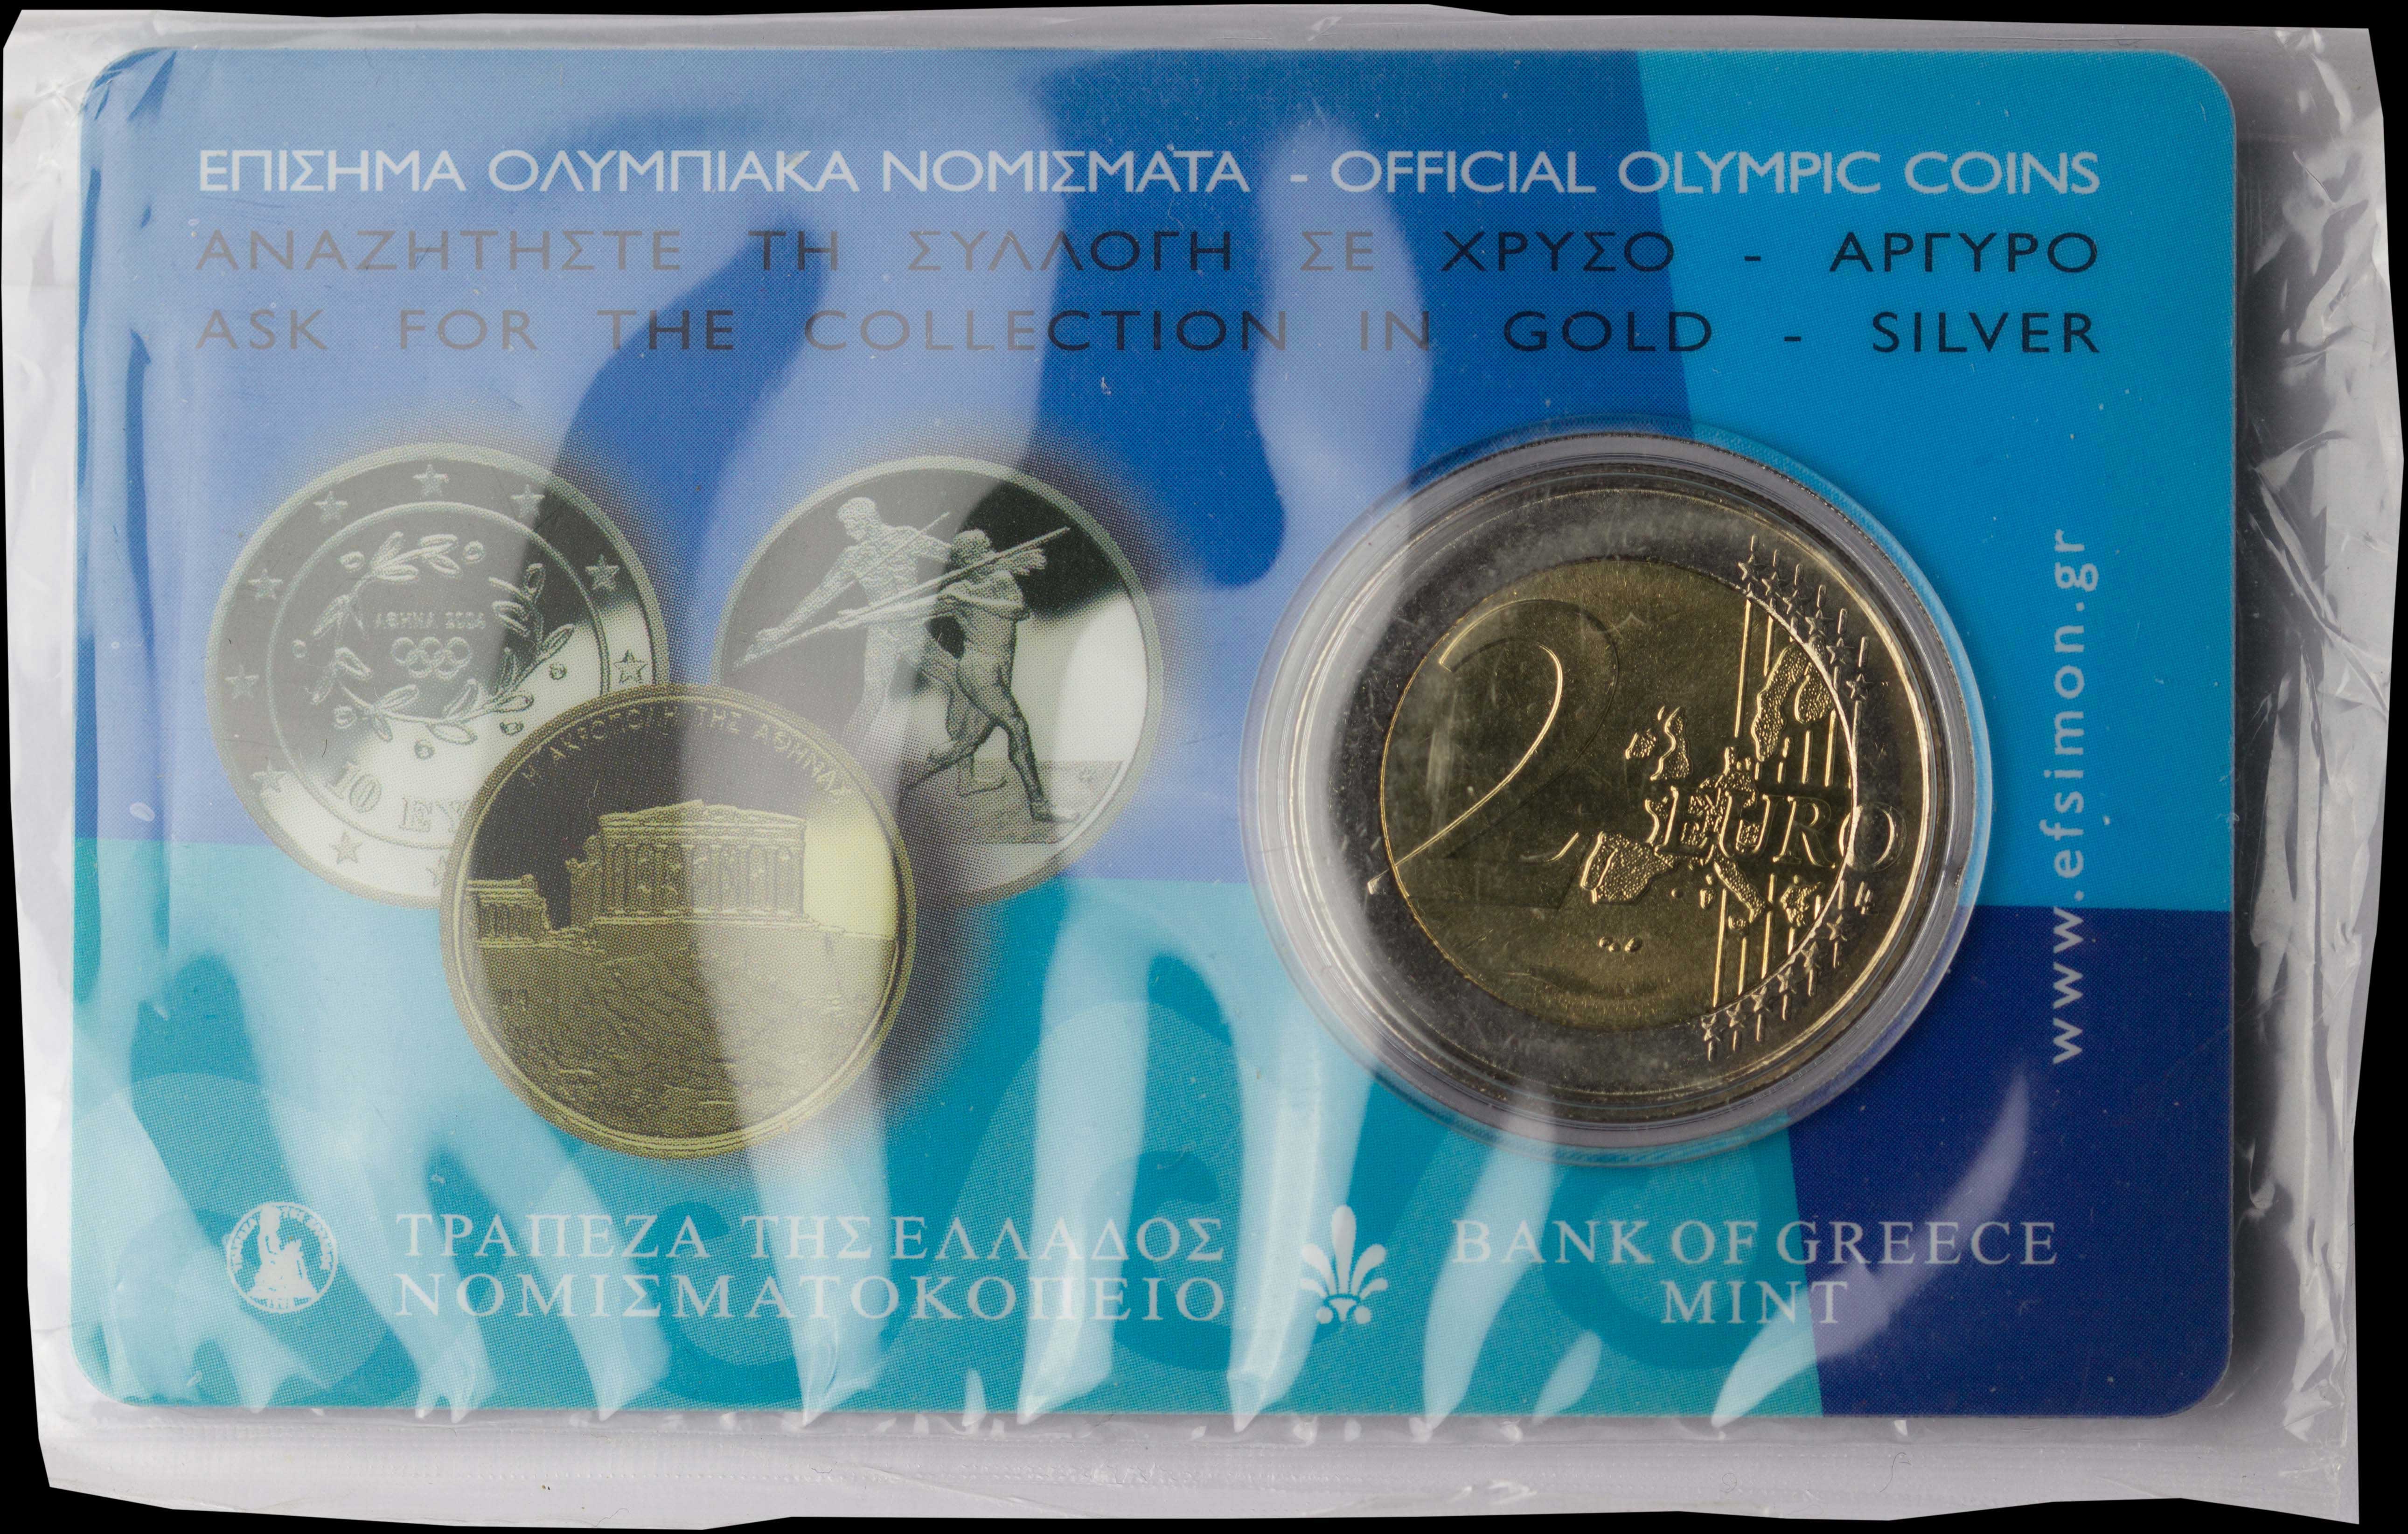 ΕΠΙΣΗΜΑ ΟΛΥΜΠΙΑΚΑ ΝΟΜΙΣΜΑΤΑ - OFFICIAL OLYMPIC COINS
ΑΝΑΖΗΤΗΣΤΕ ΤΗ ΣΥΛΛΟΓΗ ΣΕ ΧΡΥΣΟ - ΑΡΓΥΡΟ
ASK FOR THE COLLECTION IN GOLD - SILVER
ΑΘΗΝΑ 2004
10 ΕΥ
Η ΑΚΡΟΠΟΛΗ ΤΗΣ ΑΘΗΝΑΣ
2 EURO
www.efsimon.gr
ΤΡΑΠΕΖΑ ΤΗΣ ΕΛΛΑΔΟΣ
ΝΟΜΙΣΜΑΤΟΚΟΠΕΙΟ
BANK OF GREECE
MINT